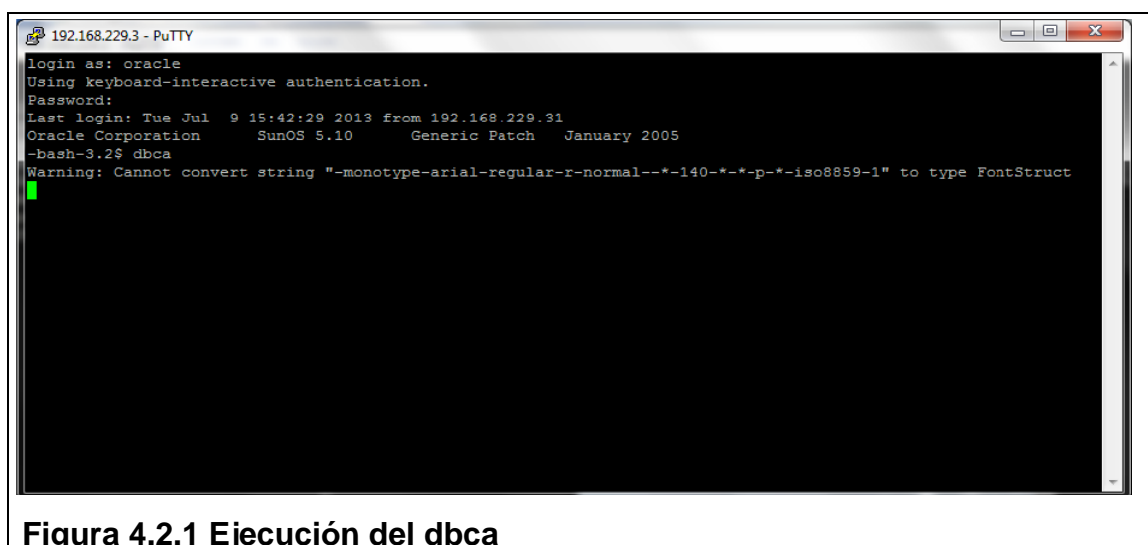 192.168.229.3 - PuTTY
login as: oracle
Using keyboard-interactive authentication.
Password:
Last login: Tue Jul  9 15:42:29 2013 from 192.168.229.31
Oracle Corporation      SunOS 5.10      Generic Patch   January 2005
-bash-3.2$ dbca
Warning: Cannot convert string "-monotype-arial-regular-r-normal--*-140-*-*-p-*-iso8859-1" to type FontStruct
Figura 4.2.1 Ejecución del dbca